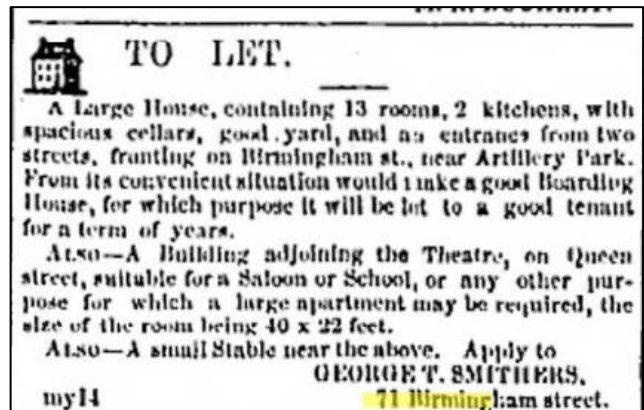 TO LET.
A Large House, containing 13 rooms, 2 kitchens, with
spacious cellars, good yard, and an entrance from two
streets, fronting on Birmingham st., near Artillery Park.
From its convenient situation would make a good Boarding
House, for which purpose it will be let to a good tenant
for a term of years.
ALSO—A Building adjoining the Theatre, on Queen
street, suitable for a Saloon or School, or any other pur-
pose for which a large apartment may be required, the
size of the room being 40 x 22 feet.
ALSO—A small Stable near the above. Apply to
GEORGE T. SMITHERS.
my14 71 Birmingham street.